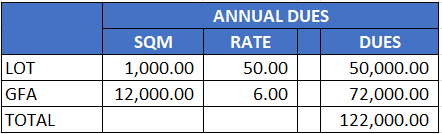 ANNUAL DUES
SQM RATE DUES
LOT 1,000.00 50.00 50,000.00
GFA 12,000.00 6.00 72,000.00
TOTAL 122,000.00